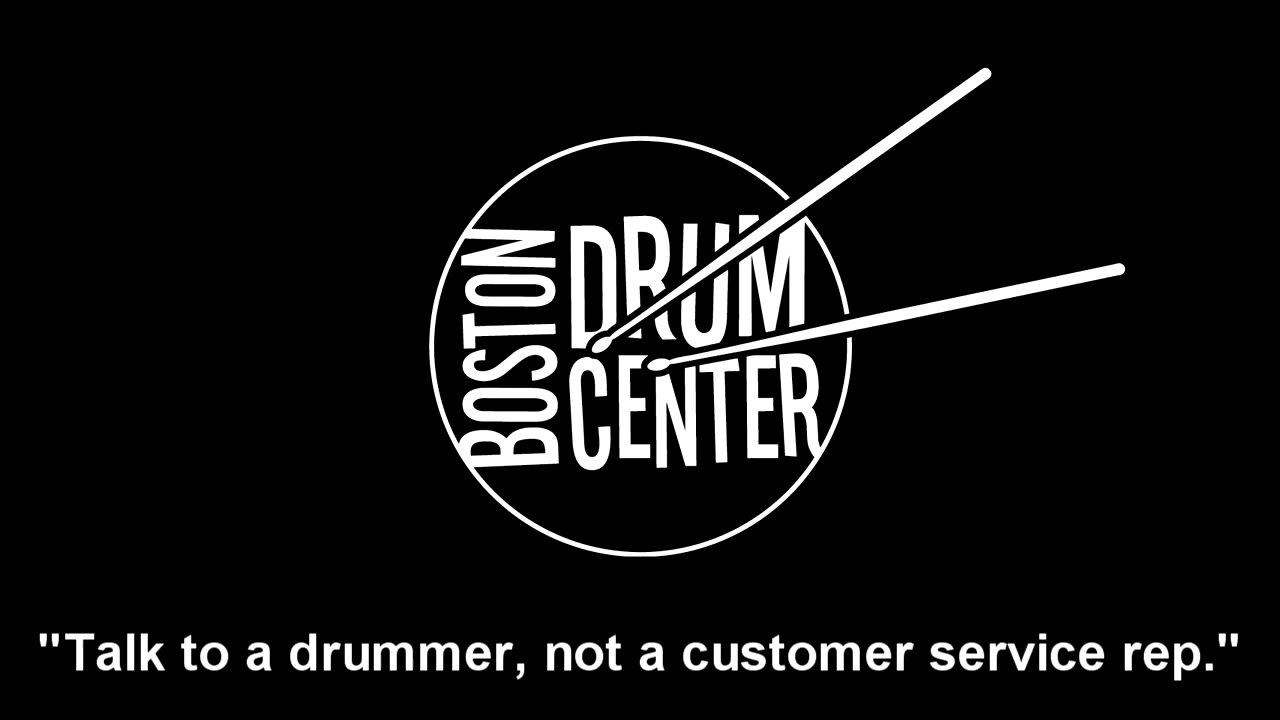 BOSTON
DRUM
CENTER
"Talk to a drummer, not a customer service rep."